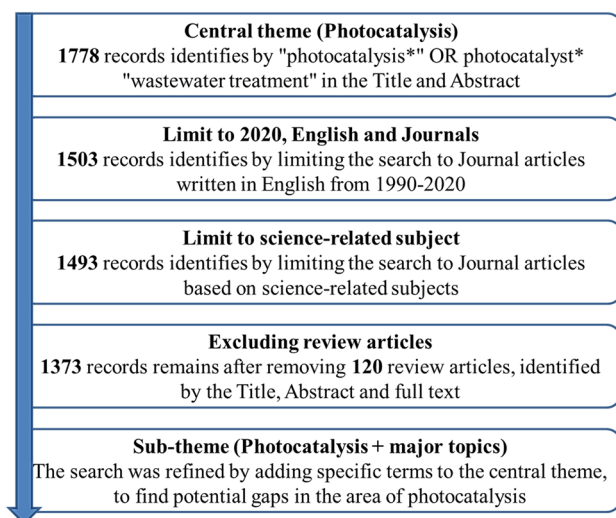 Central theme (Photocatalysis)
1778 records identifies by "photocatalysis*" OR photocatalyst*
"wastewater treatment" in the Title and Abstract
Limit to 2020, English and Journals
1503 records identifies by limiting the search to Journal articles
written in English from 1990-2020
Limit to science-related subject
1493 records identifies by limiting the search to Journal articles
based on science-related subjects
Excluding review articles
1373 records remains after removing 120 review articles, identified
by the Title, Abstract and full text
Sub-theme (Photocatalysis + major topics)
The search was refined by adding specific terms to the central theme,
to find potential gaps in the area of photocatalysis